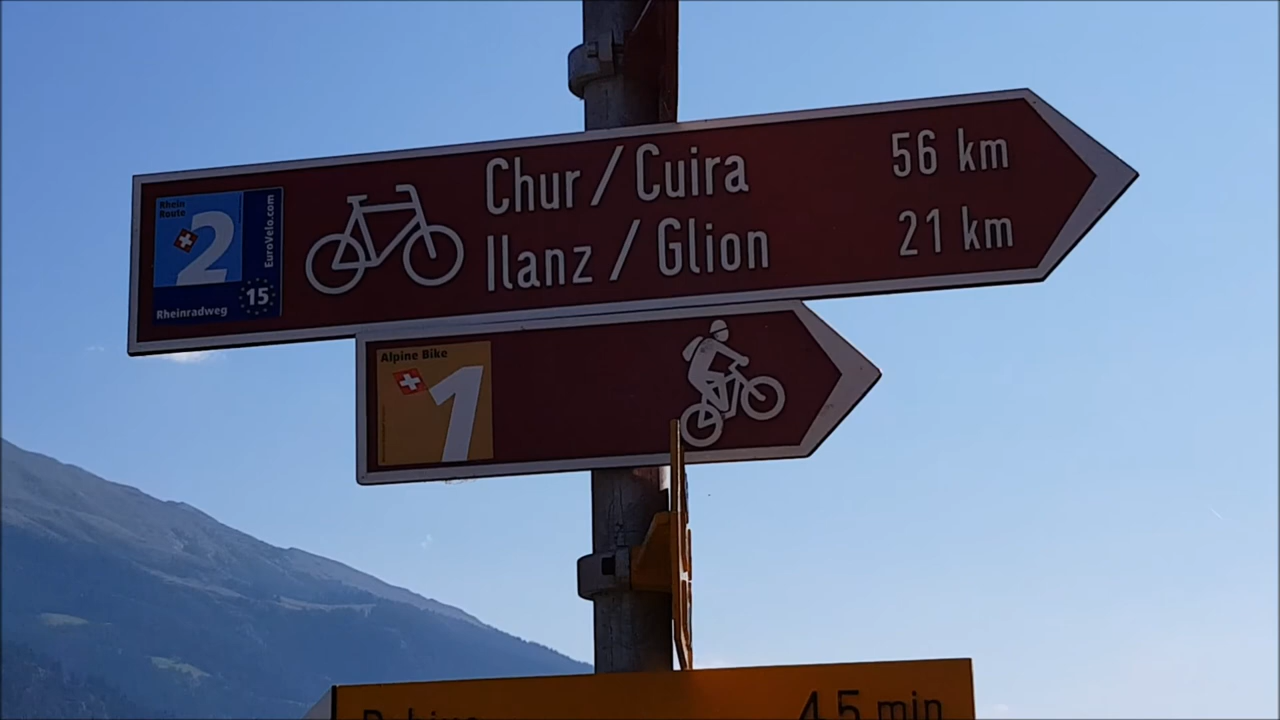 Rhein
Route
2
EuroVelo.com
15
Rheinradweg
Chur / Cuira
56 km
Ilanz / Glion
21 km
Alpine Bike
1
45 min